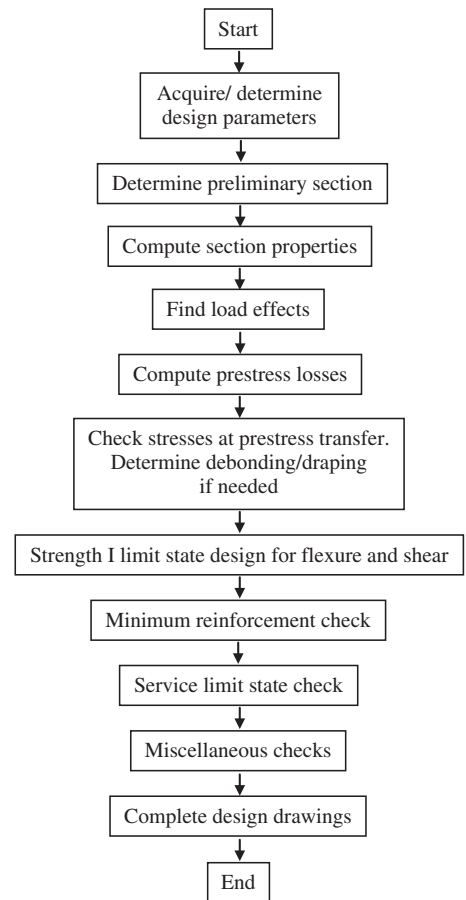 Start
Acquire/ determine
design parameters
Determine preliminary section
Compute section properties
Find load effects
Compute prestress losses
Check stresses at prestress transfer.
Determine debonding/draping
if needed
Strength I limit state design for flexure and shear
Minimum reinforcement check
Service limit state check
Miscellaneous checks
Complete design drawings
End